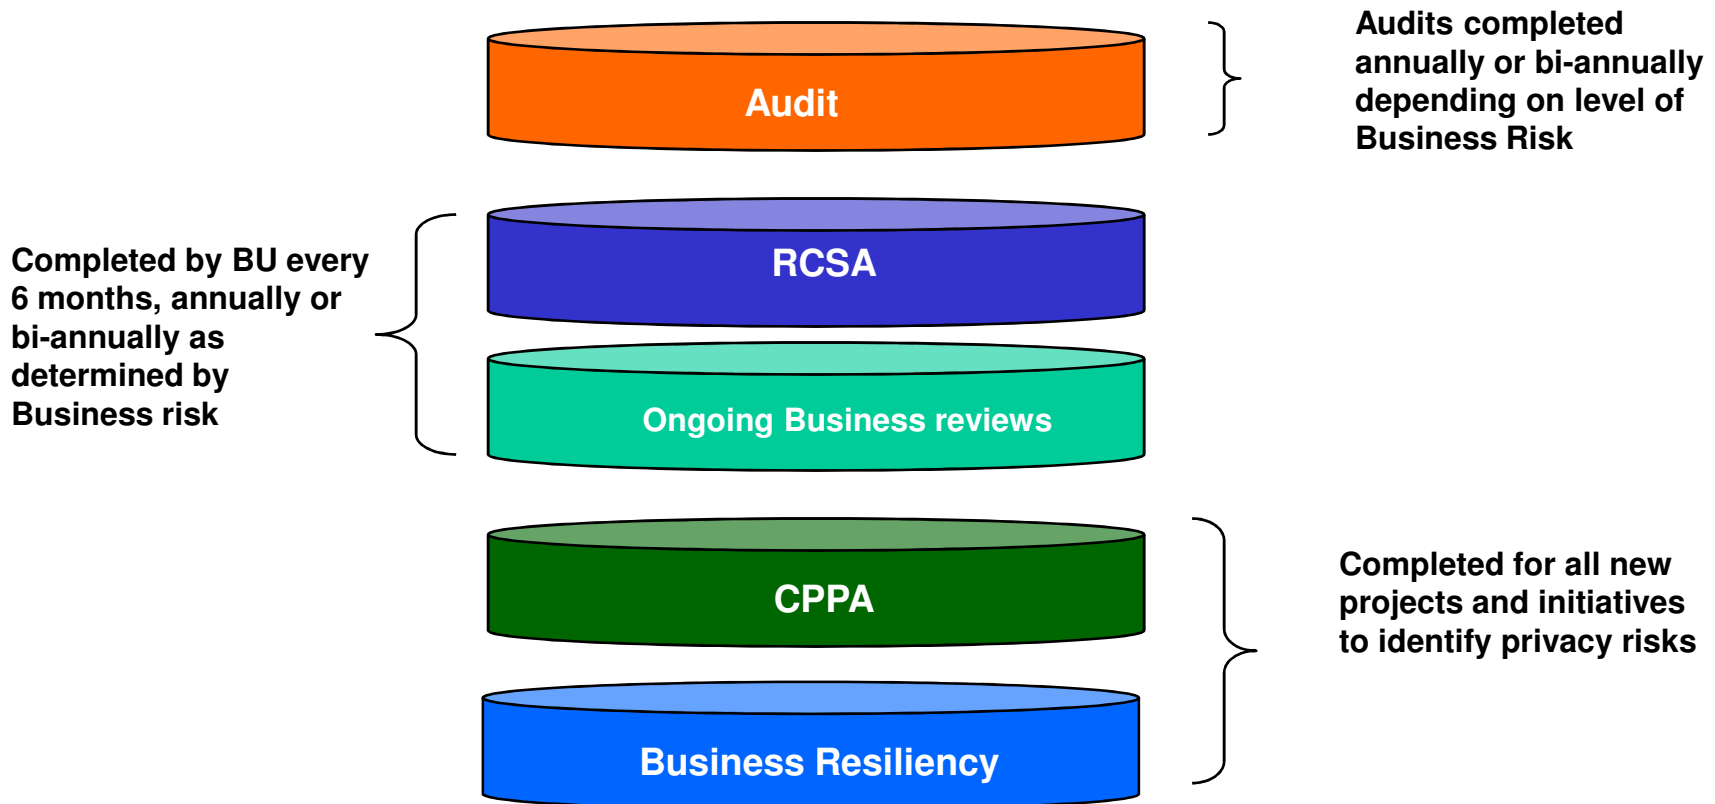 Audits completed
annually or bi-annually
depending on level of
Business Risk
Audit
RCSA
Completed by BU every
6 months, annually or
bi-annually as
determined by
Business risk
Ongoing Business reviews
CPPA
Completed for all new
projects and initiatives
to identify privacy risks
Business Resiliency